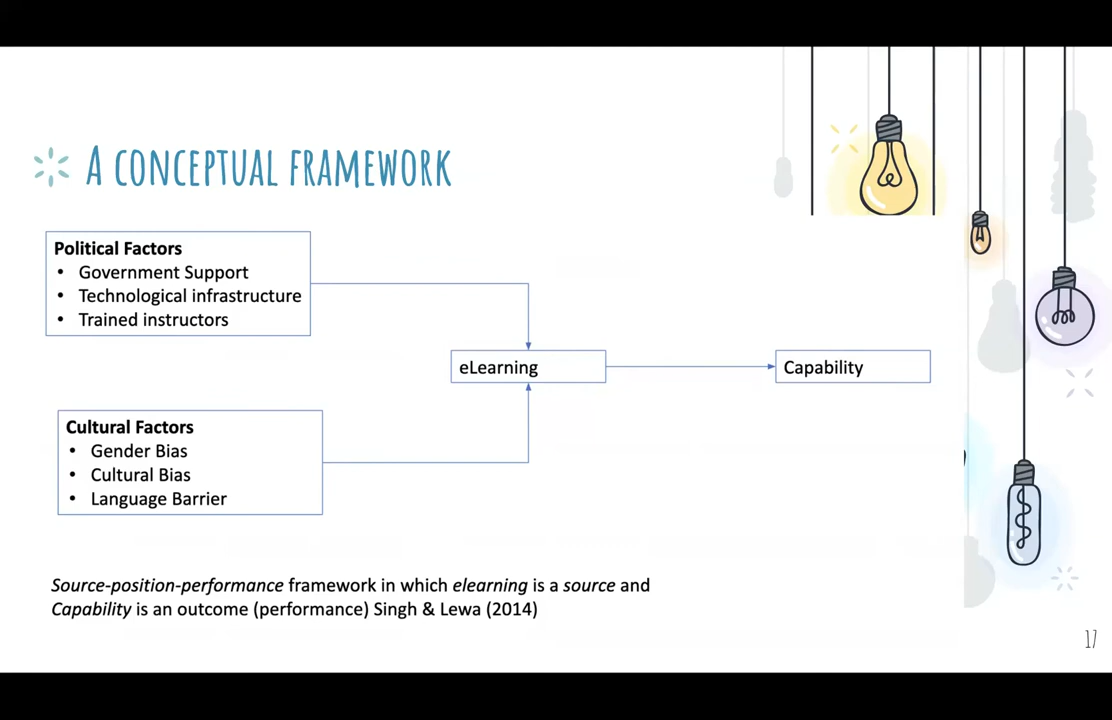 A CONCEPTUAL FRAMEWORK
Political Factors
• Government Support
• Technological infrastructure
• Trained instructors
eLearning
Capability
Cultural Factors
• Gender Bias
• Cultural Bias
• Language Barrier
Source-position-performance framework in which elearning is a source and
Capability is an outcome (performance) Singh & Lewa (2014)
17